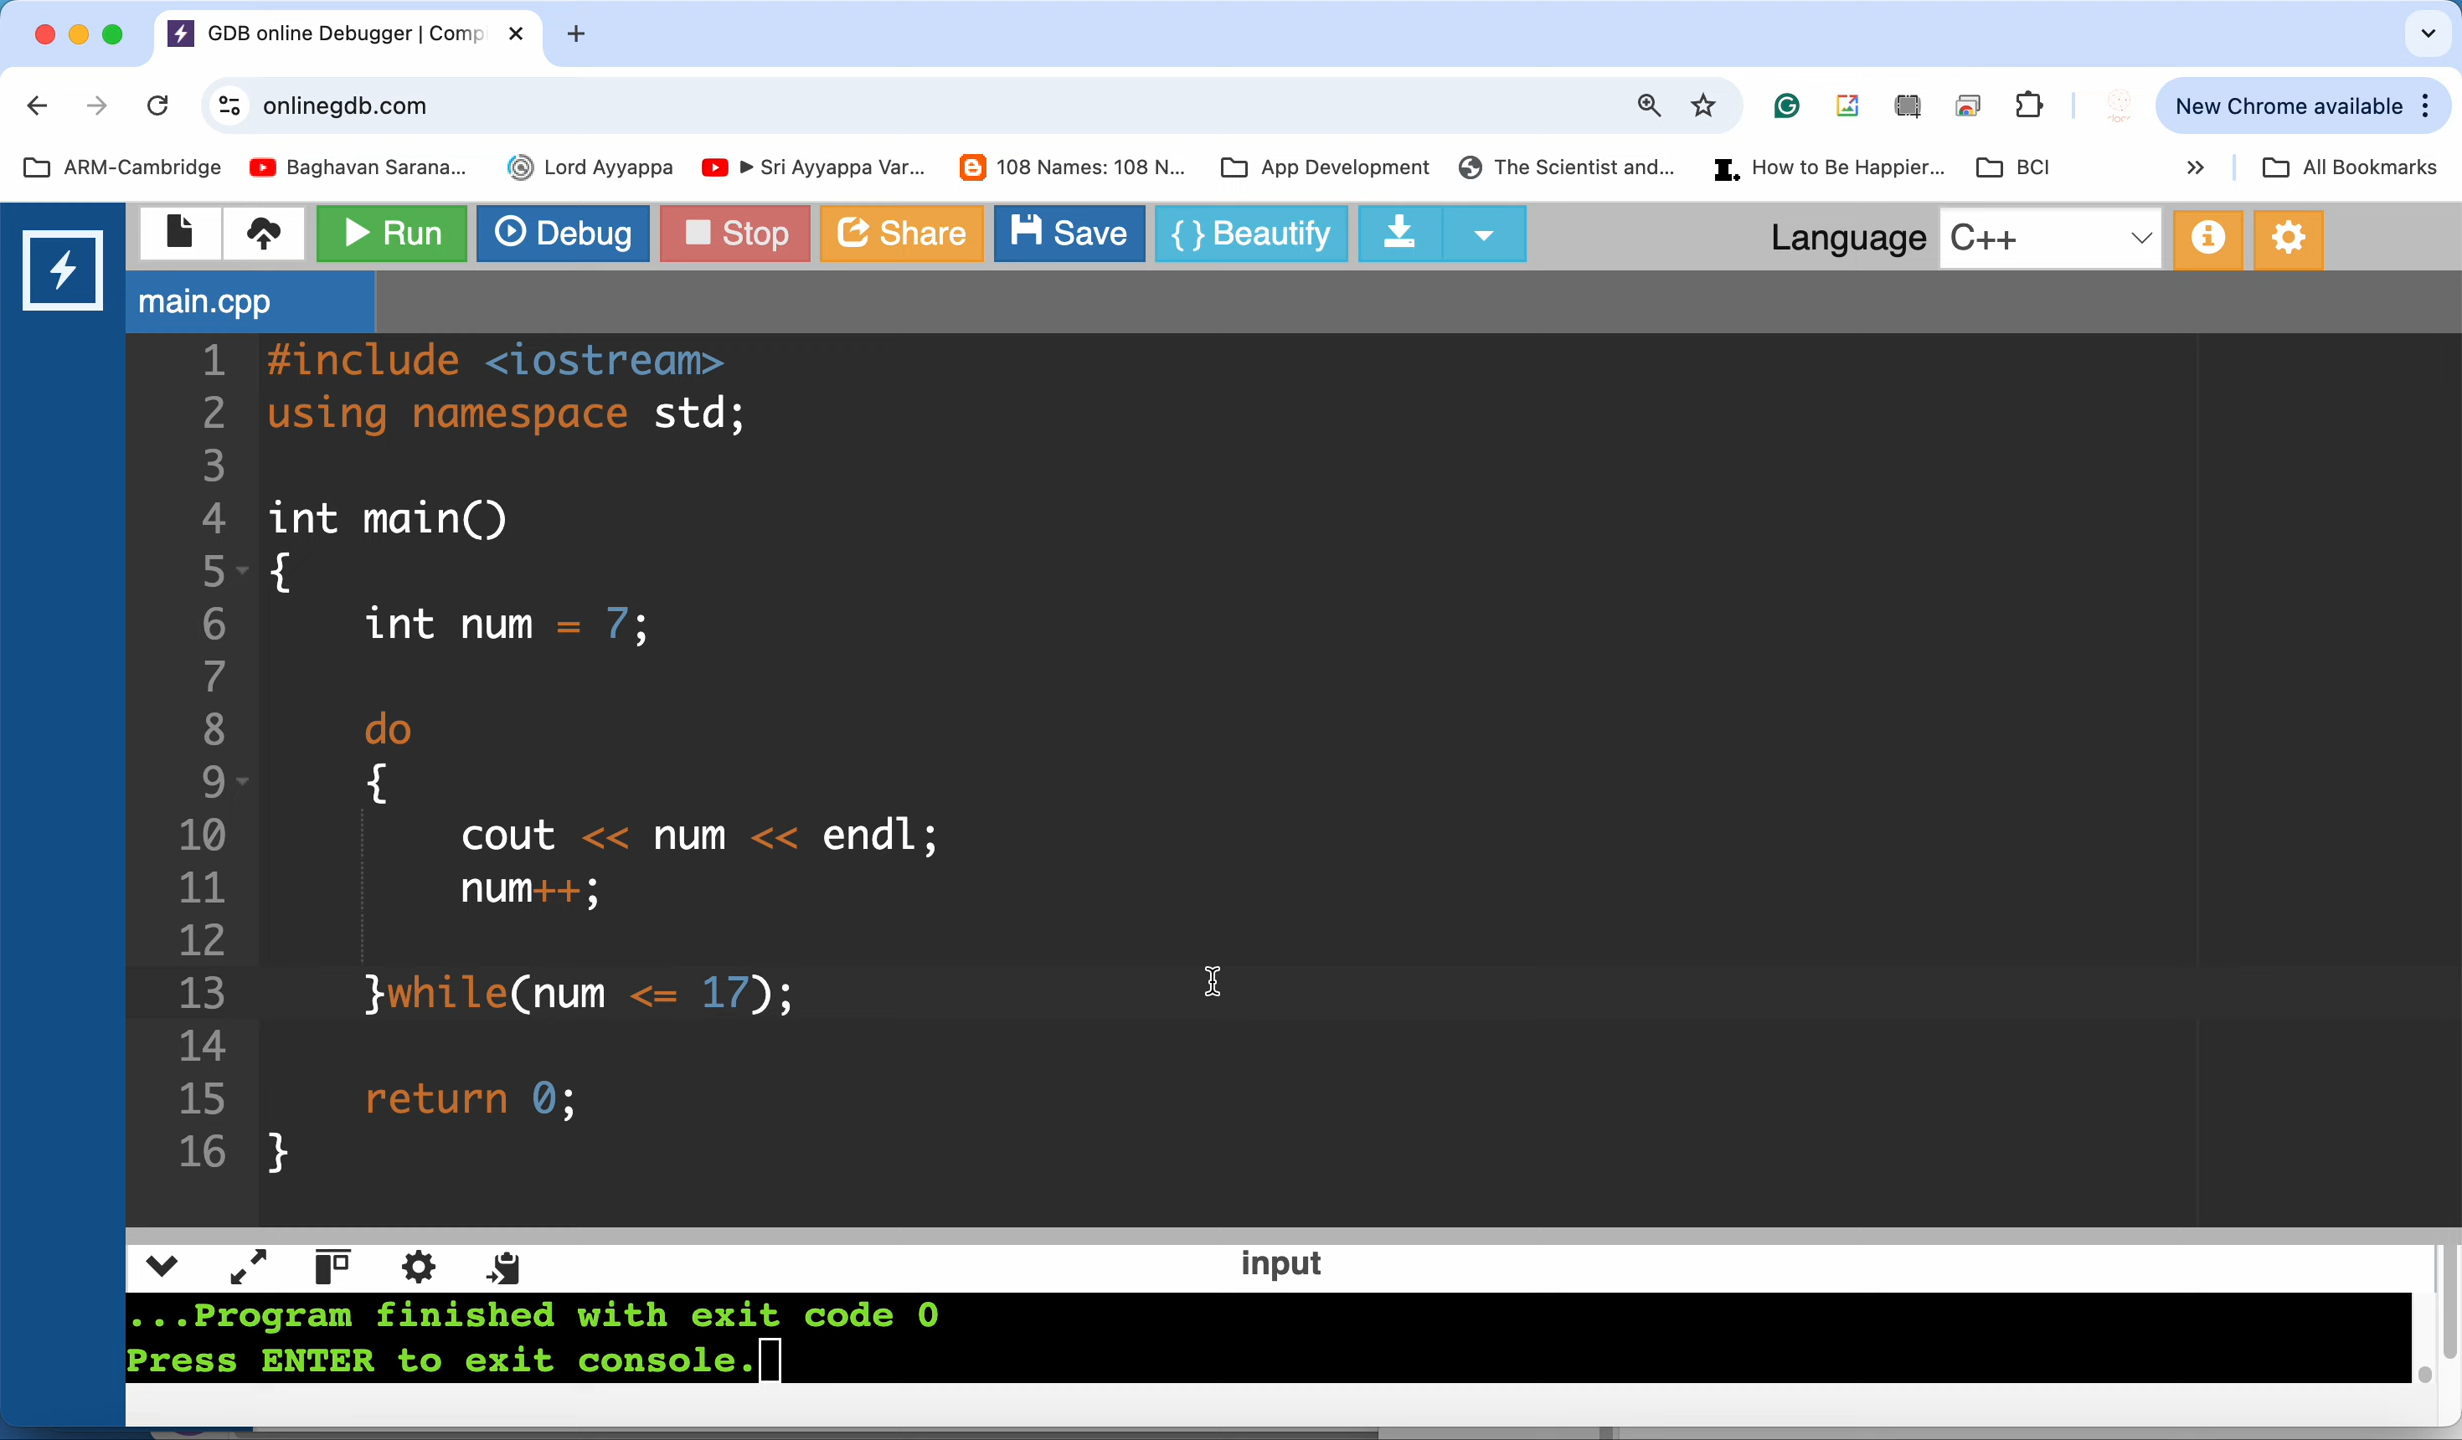 GDB online Debugger | Comp
onlinegdb.com
New Chrome available
ARM-Cambridge Baghavan Sarana... Lord Ayyappa ▶ Sri Ayyappa Var... 108 Names: 108 N... App Development The Scientist and... How to Be Happier... BCI » All Bookmarks
Run Debug Stop Share Save { } Beautify Language C++
main.cpp
1 #include <iostream>
2 using namespace std;
3
4 int main()
5 {
6 int num = 7;
7
8 do
9 {
10 cout << num << endl;
11 num++;
12
13 }while(num <= 17);
14
15 return 0;
16 }
input
...Program finished with exit code 0
Press ENTER to exit console.